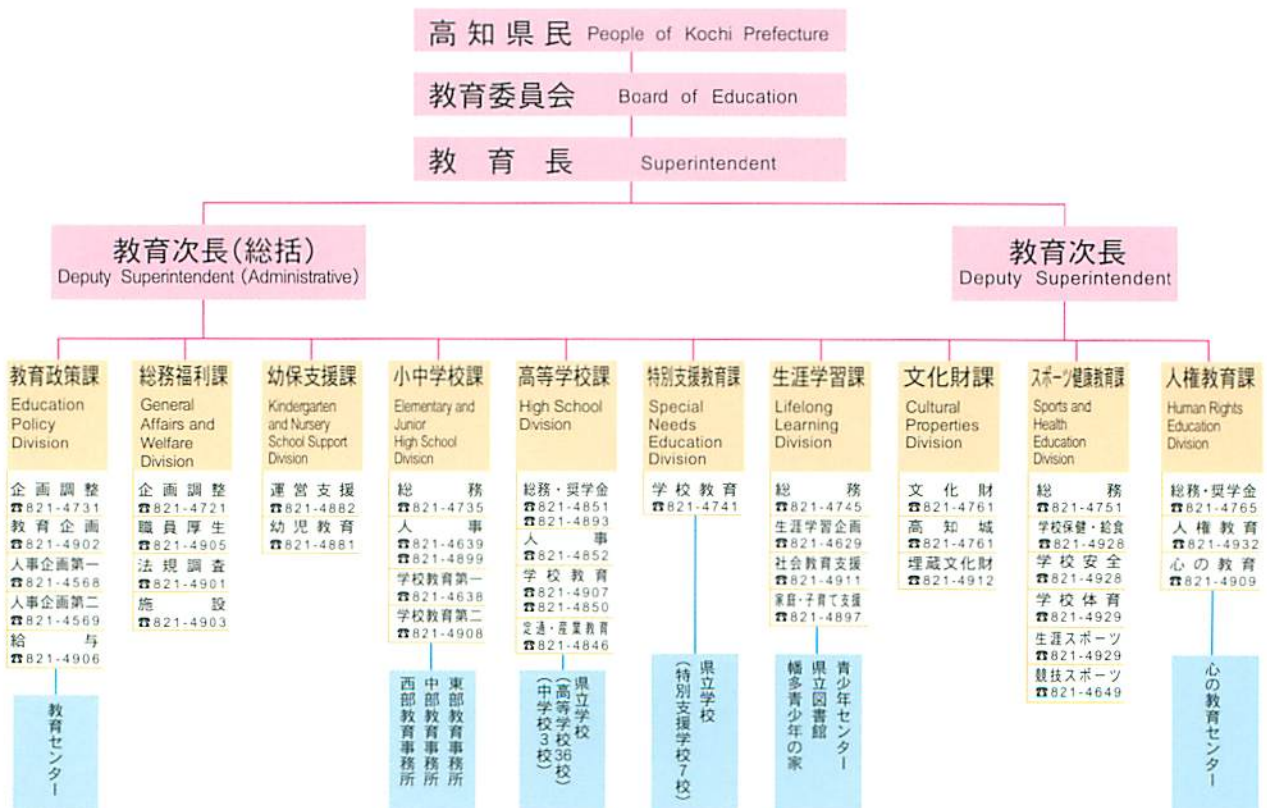 高知県民 People of Kochi Prefecture
教育委員会 Board of Education
教育長 Superintendent
教育次長(総括)
Deputy Superintendent (Administrative)
教育次長
Deputy Superintendent
教育政策課
Education
Policy
Division
企画調整
☎821-4731
教育企画
☎821-4902
人事企画第一
☎821-4568
人事企画第二
☎821-4569
給与
☎821-4906
教育センター
総務福利課
General
Affairs and
Welfare
Division
企画調整
☎821-4721
職員厚生
☎821-4905
法規調査
☎821-4901
施設
☎821-4903
幼保支援課
Kindergarten
and Nursery
School Support
Division
運営支援
☎821-4882
幼児教育
☎821-4881
小中学校課
Elementary and
Junior
High School
Division
総務
☎821-4735
人事
☎821-4639
☎821-4899
学校教育第一
☎821-4638
学校教育第二
☎821-4908
東部教育事務所
中部教育事務所
西部教育事務所
高等学校課
High School
Division
総務・奨学金
☎821-4851
☎821-4893
人事
☎821-4852
学校教育
☎821-4907
☎821-4850
定通・産業教育
☎821-4846
県立学校
(高等学校36校)
(中学校3校)
特別支援教育課
Special
Needs
Education
Division
学校教育
☎821-4741
県立学校
(特別支援学校7校)
生涯学習課
Lifelong
Learning
Division
総務
☎821-4745
生涯学習企画
☎821-4629
社会教育支援
☎821-4911
家庭・子育て支援
☎821-4897
青少年センター
県立図書館
幡多青少年の家
文化財課
Cultural
Properties
Division
文化財
☎821-4761
高知城
☎821-4761
埋蔵文化財
☎821-4912
スポーツ健康教育課
Sports and
Health
Education
Division
総務
☎821-4751
学校保健・給食
☎821-4928
学校安全
☎821-4928
学校体育
☎821-4929
生涯スポーツ
☎821-4929
競技スポーツ
☎821-4649
人権教育課
Human Rights
Education
Division
総務・奨学金
☎821-4765
人権教育
☎821-4932
心の教育
☎821-4909
心の教育センター